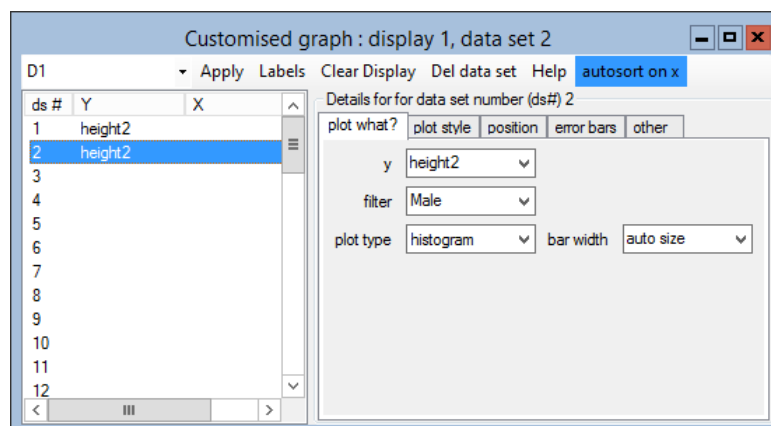 Customised graph : display 1, data set 2
D1 Apply Labels Clear Display Del data set Help autosort on x
ds # Y X
1 height2
2 height2
3
4
5
6
7
8
9
10
11
12
Details for for data set number (ds#) 2
plot what? plot style position error bars other
y height2
filter Male
plot type histogram bar width auto size